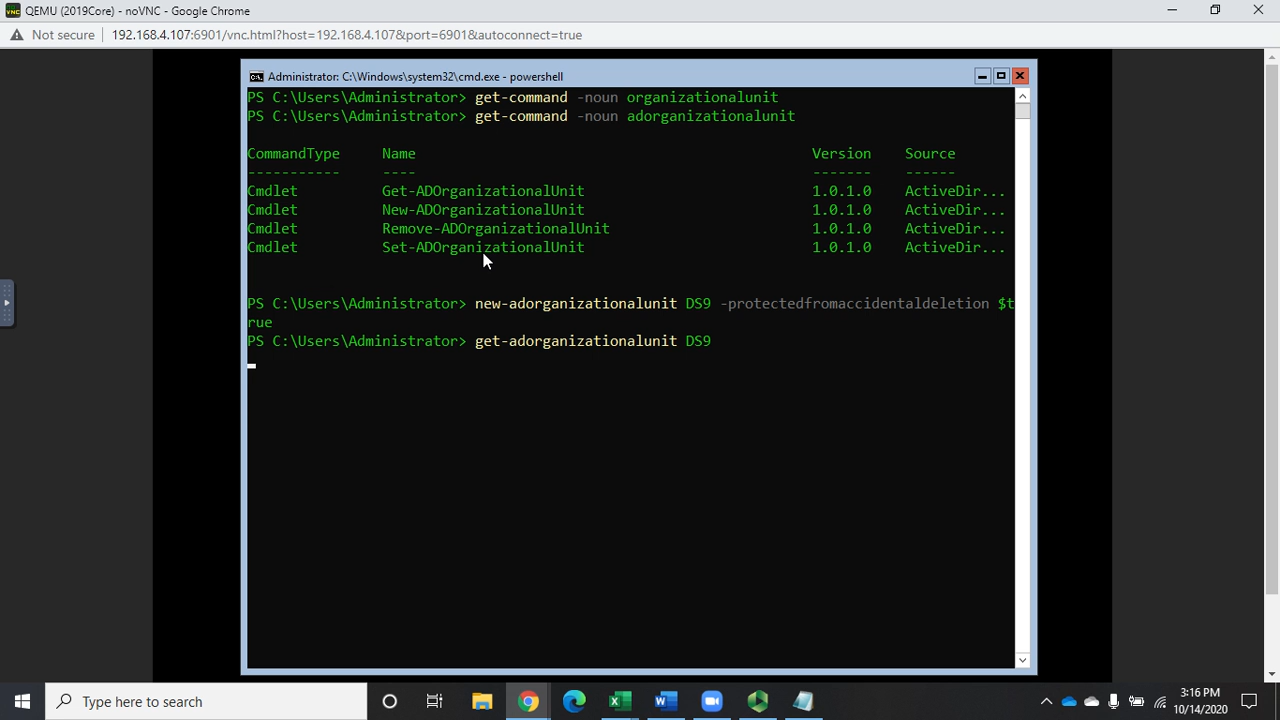 QEMU (2019Core) - noVNC - Google Chrome
Not secure 192.168.4.107:6901/vnc.html?host=192.168.4.107&port=6901&autoconnect=true
Administrator: C:\Windows\system32\cmd.exe - powershell
PS C:\Users\Administrator> get-command -noun organizationalunit
PS C:\Users\Administrator> get-command -noun adorganizationalunit
CommandType Name Version Source
----------- ---- ------- ------
Cmdlet Get-ADOrganizationalUnit 1.0.1.0 ActiveDir...
Cmdlet New-ADOrganizationalUnit 1.0.1.0 ActiveDir...
Cmdlet Remove-ADOrganizationalUnit 1.0.1.0 ActiveDir...
Cmdlet Set-ADOrganizationalUnit 1.0.1.0 ActiveDir...
PS C:\Users\Administrator> new-adorganizationalunit DS9 -protectedfromaccidentaldeletion $t
rue
PS C:\Users\Administrator> get-adorganizationalunit DS9
Type here to search
3:16 PM
10/14/2020